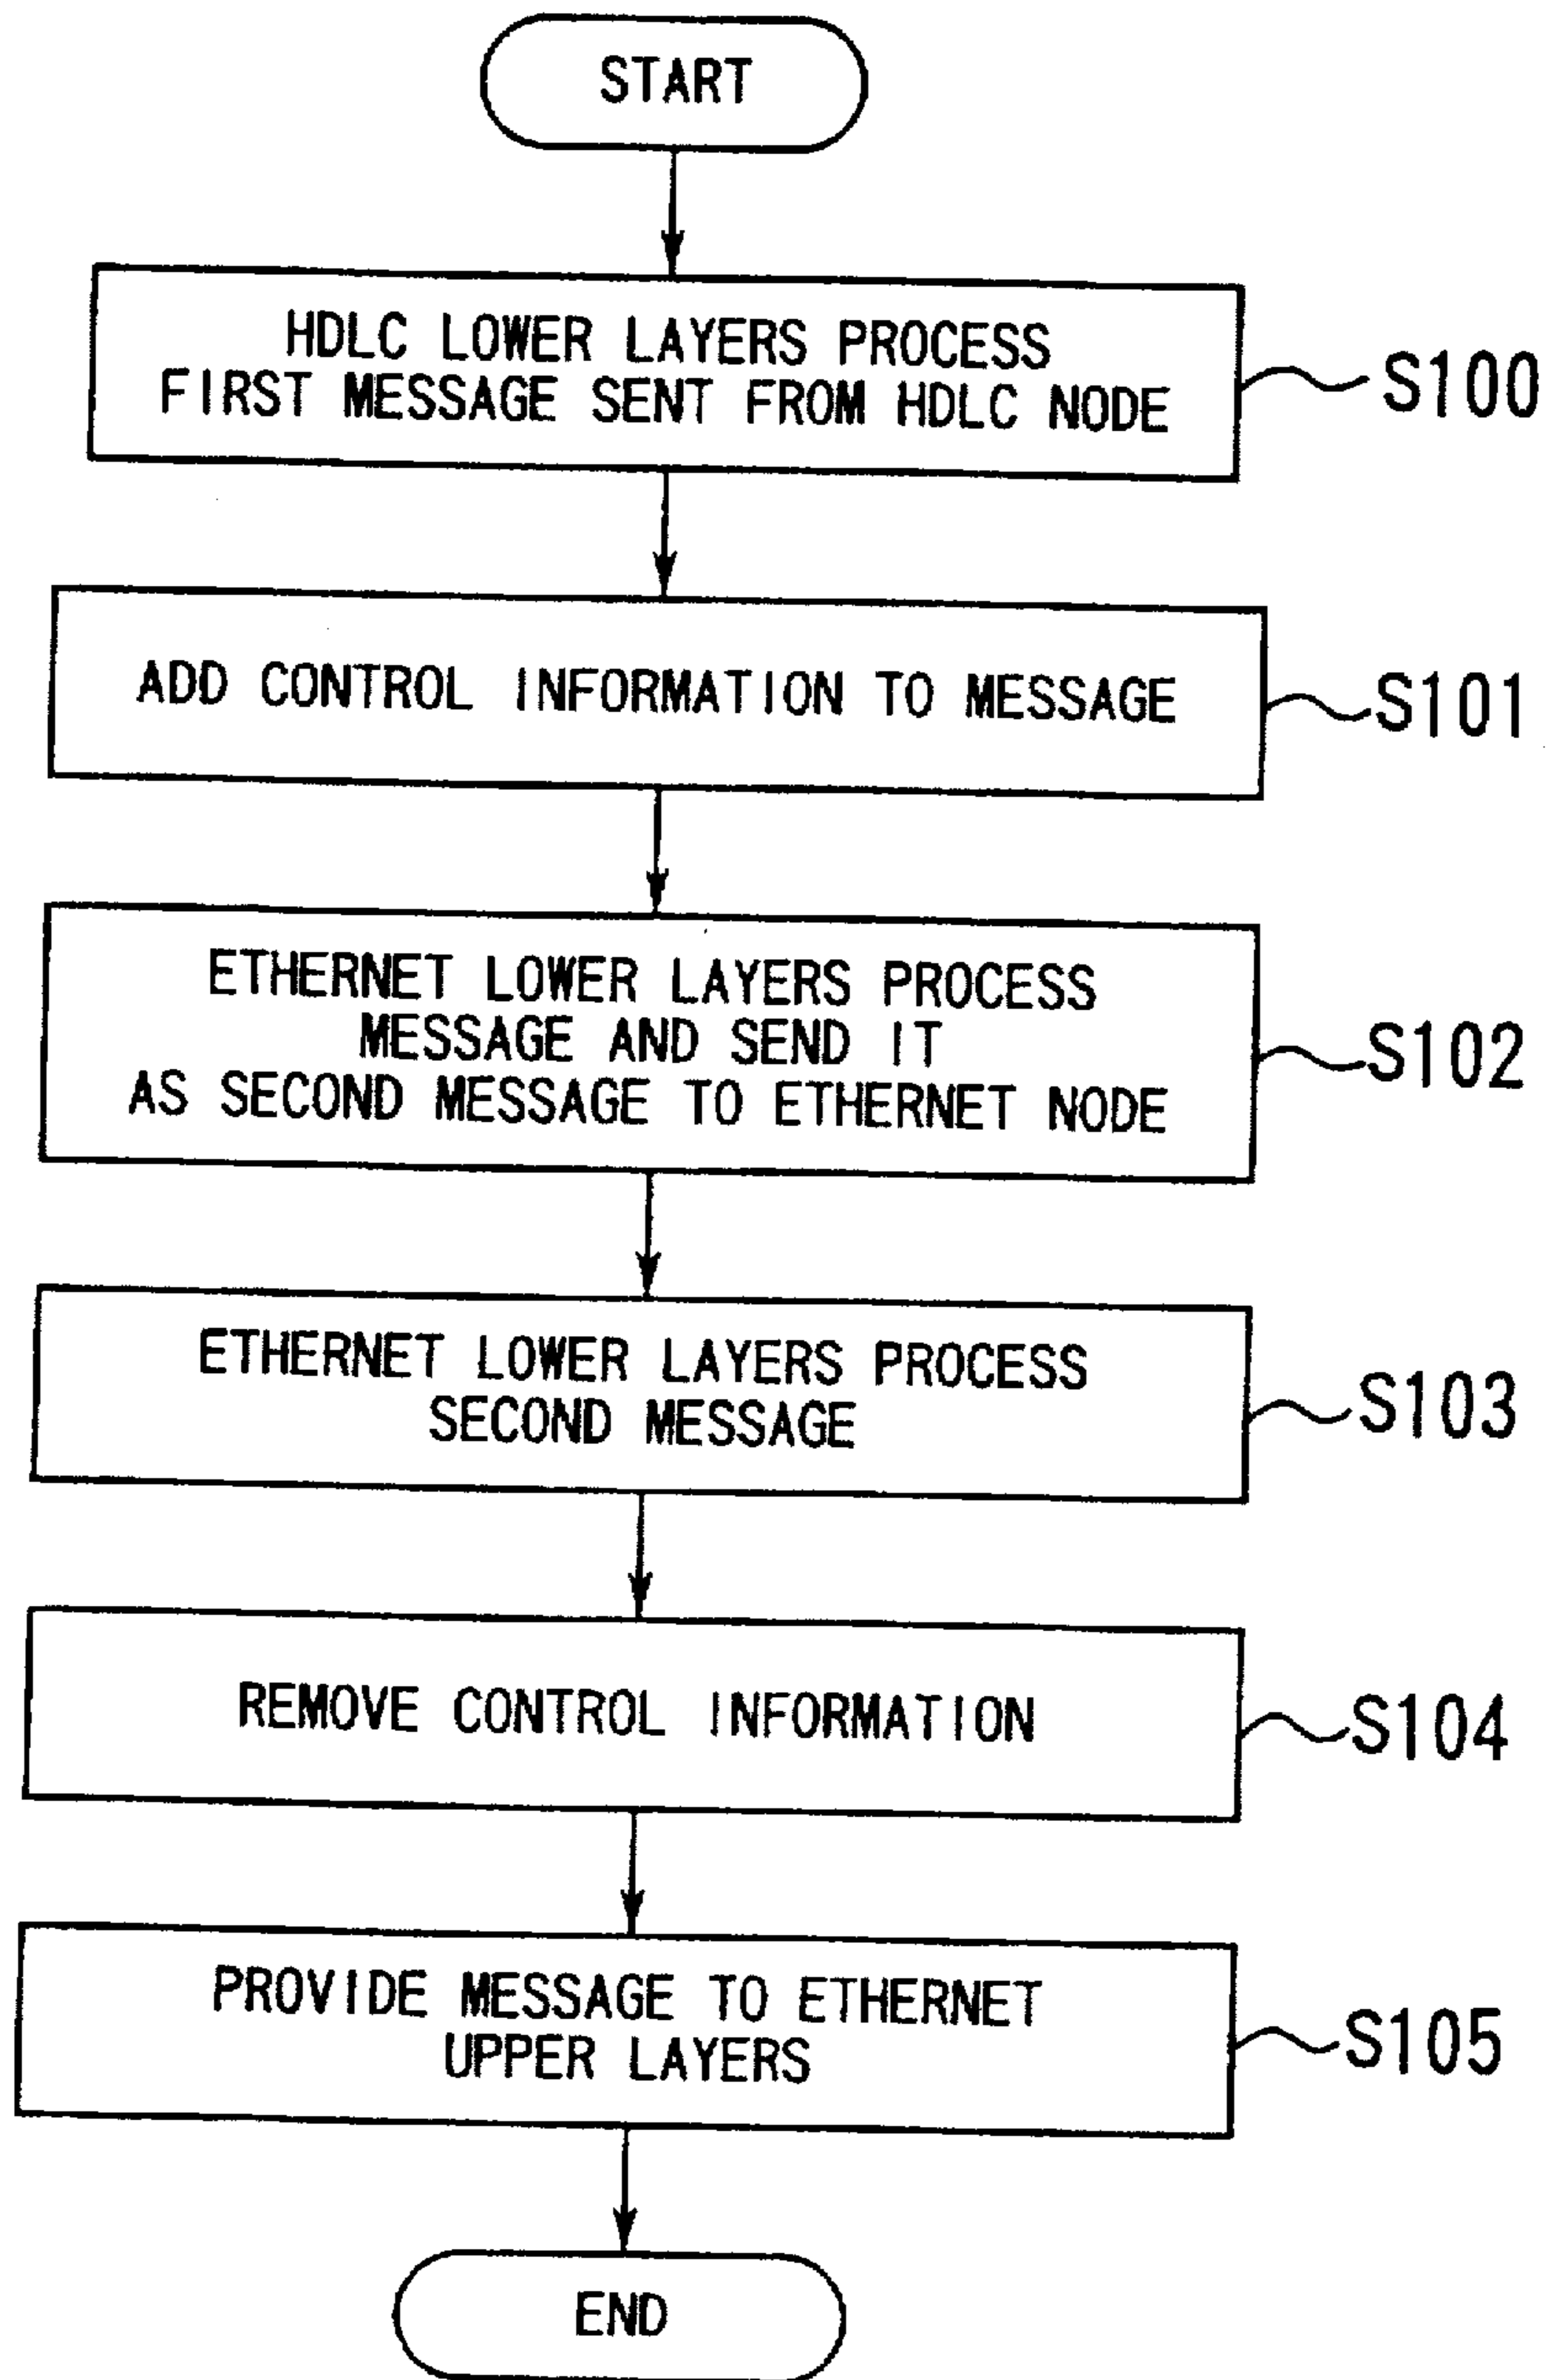 START
HDLC LOWER LAYERS PROCESS
FIRST MESSAGE SENT FROM HDLC NODE
S100
ADD CONTROL INFORMATION TO MESSAGE
S101
ETHERNET LOWER LAYERS PROCESS
MESSAGE AND SEND IT
AS SECOND MESSAGE TO ETHERNET NODE
S102
ETHERNET LOWER LAYERS PROCESS
SECOND MESSAGE
S103
REMOVE CONTROL INFORMATION
S104
PROVIDE MESSAGE TO ETHERNET
UPPER LAYERS
S105
END